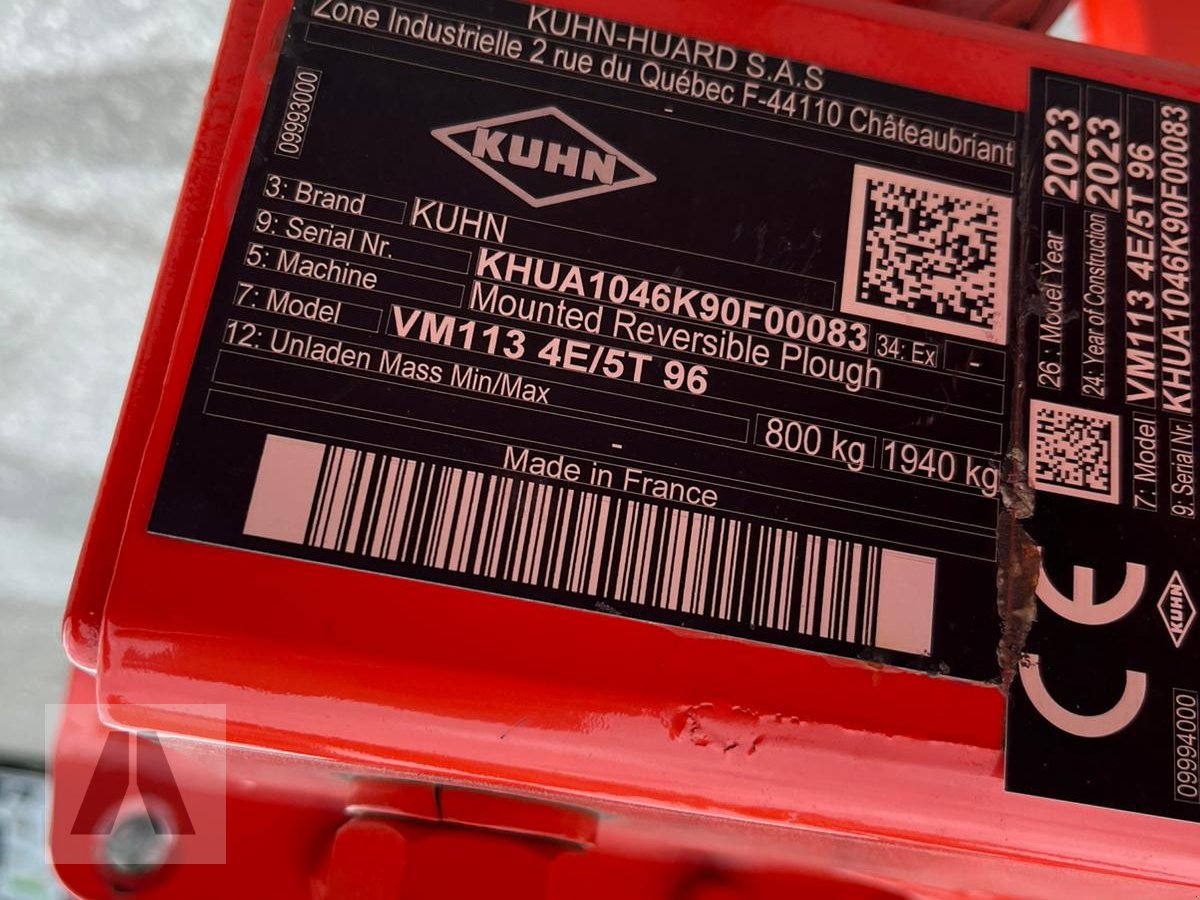 KUHN-HUARD S.A.S
Zone Industrielle 2 rue du Québec F-44110 Châteaubriant
-
09993000
KUHN
3: Brand KUHN
9: Serial Nr. KHUA1046K90F00083 34: Ex -
5: Machine Mounted Reversible Plough
7: Model VM113 4E/5T 96
12: Unladen Mass Min/Max 800 kg 1940 kg
-
Made in France
26 : Model Year 2023
24: Year of Construction 2023
7: Model VM113 4E/5T 96
9: Serial Nr. KHUA1046K90F00083
CE
KUHN
09994000